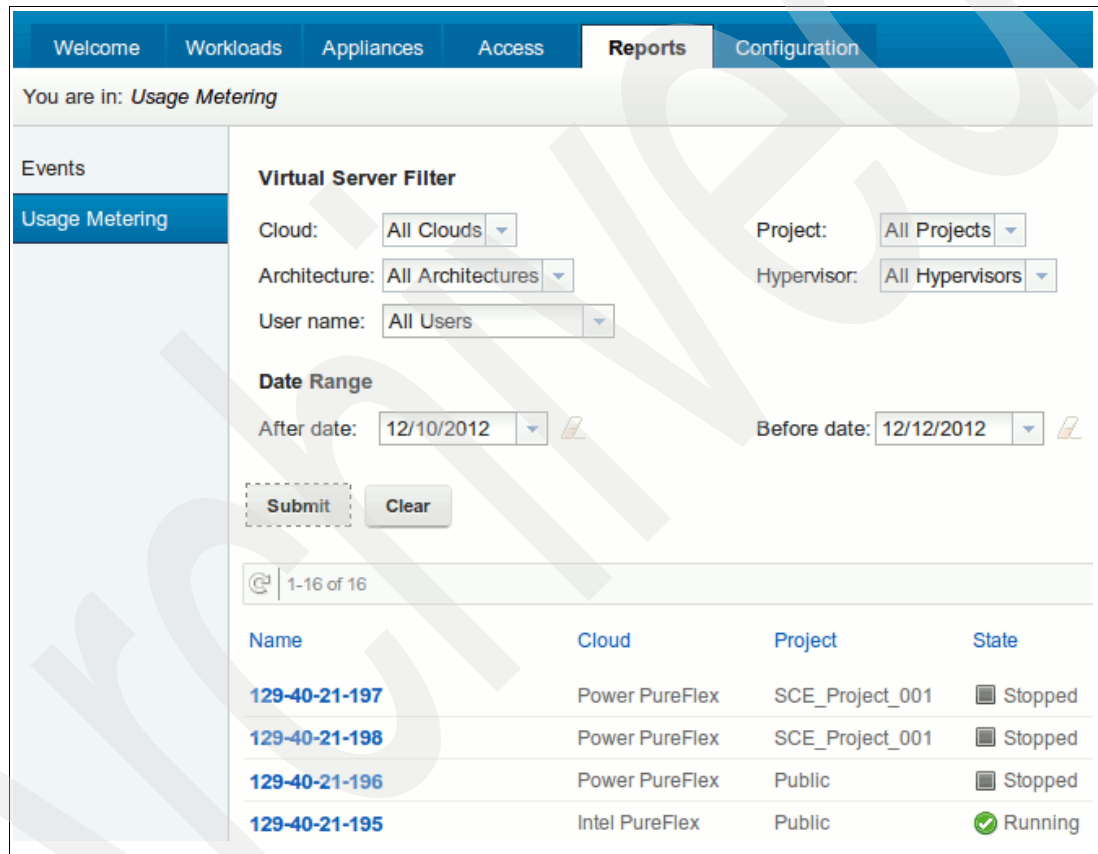 Welcome Workloads Appliances Access Reports Configuration
You are in: Usage Metering
Events
Usage Metering
Virtual Server Filter
Cloud: All Clouds Project: All Projects
Architecture: All Architectures Hypervisor: All Hypervisors
User name: All Users
Date Range
After date: 12/10/2012 Before date: 12/12/2012
Submit Clear
1-16 of 16
Name Cloud Project State
129-40-21-197 Power PureFlex SCE_Project_001 Stopped
129-40-21-198 Power PureFlex SCE_Project_001 Stopped
129-40-21-196 Power PureFlex Public Stopped
129-40-21-195 Intel PureFlex Public Running